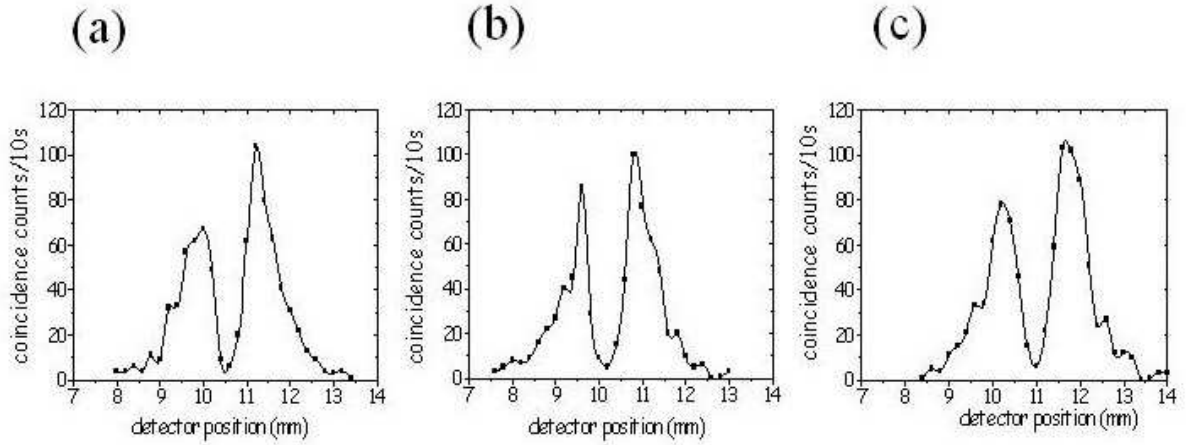 (a) (b) (c)
120 120 120
100 100 100
80 80 80
60 60 60
40 40 40
20 20 20
0 0 0
coincidence counts/10s coincidence counts/10s coincidence counts/10s
7 8 9 10 11 12 13 14 7 8 9 10 11 12 13 14 7 8 9 10 11 12 13 14
detector position (mm) detector position (mm) detector position (mm)